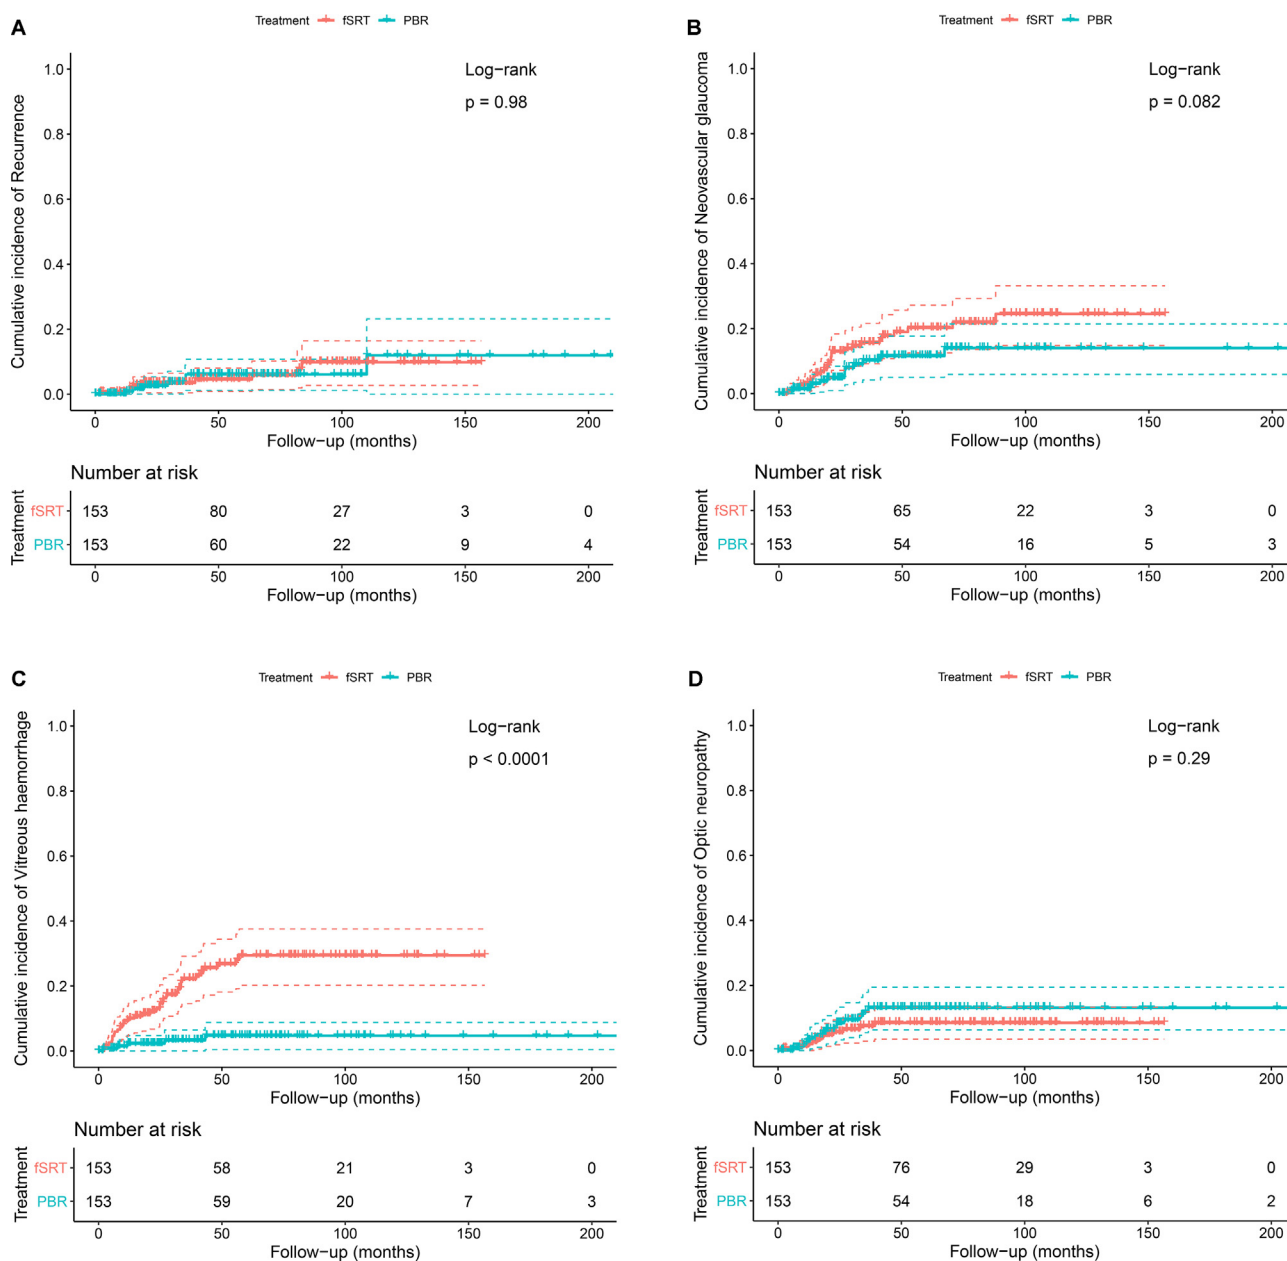 A
Treatment fSRT PBR
Cumulative incidence of Recurrence
1.0
0.8
0.6
0.4
0.2
0.0
Log−rank
p = 0.98
0 50 100 150 200
Follow−up (months)
Number at risk
Treatment
fSRT 153 80 27 3 0
PBR 153 60 22 9 4
0 50 100 150 200
Follow−up (months)
B
Treatment fSRT PBR
Cumulative incidence of Neovascular glaucoma
1.0
0.8
0.6
0.4
0.2
0.0
Log−rank
p = 0.082
0 50 100 150 200
Follow−up (months)
Number at risk
Treatment
fSRT 153 65 22 3 0
PBR 153 54 16 5 3
0 50 100 150 200
Follow−up (months)
C
Treatment fSRT PBR
Cumulative incidence of Vitreous haemorrhage
1.0
0.8
0.6
0.4
0.2
0.0
Log−rank
p < 0.0001
0 50 100 150 200
Follow−up (months)
Number at risk
Treatment
fSRT 153 58 21 3 0
PBR 153 59 20 7 3
0 50 100 150 200
Follow−up (months)
D
Treatment fSRT PBR
Cumulative incidence of Optic neuropathy
1.0
0.8
0.6
0.4
0.2
0.0
Log−rank
p = 0.29
0 50 100 150 200
Follow−up (months)
Number at risk
Treatment
fSRT 153 76 29 3 0
PBR 153 54 18 6 2
0 50 100 150 200
Follow−up (months)